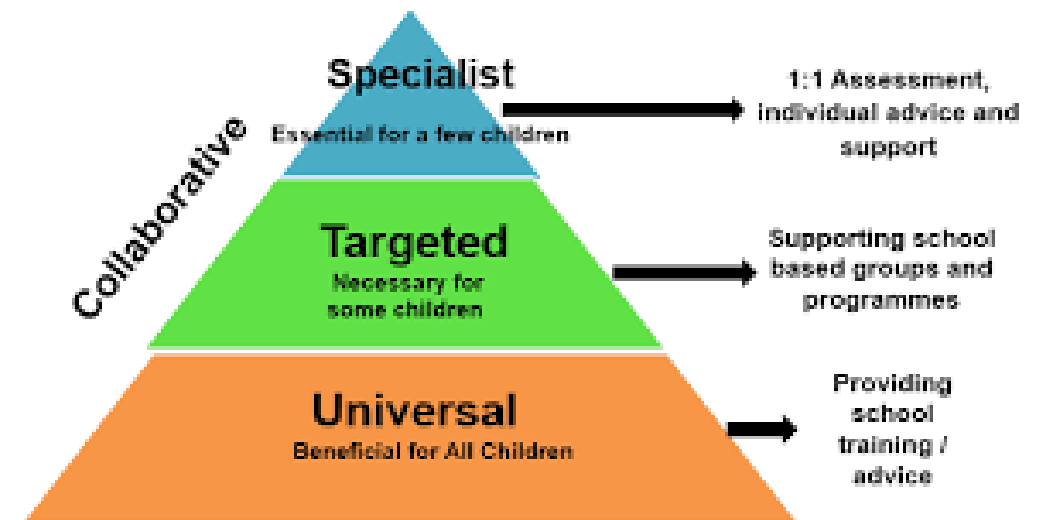 Specialist
Essential for a few children
1:1 Assessment,
individual advice and
support
Collaborative
Targeted
Necessary for
some children
Supporting school
based groups and
programmes
Universal
Beneficial for All Children
Providing
school
training /
advice